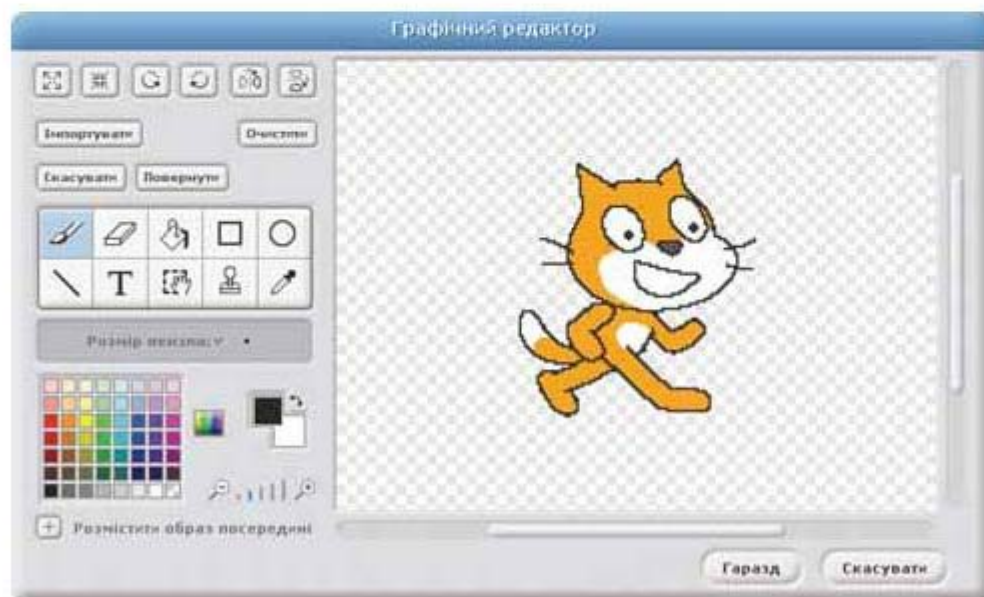 Графічний редактор
Імпортувати Очистити
Скасувати Повернути
T
Розмір пензля:
Розмістити образ посередині
Гаразд Скасувати